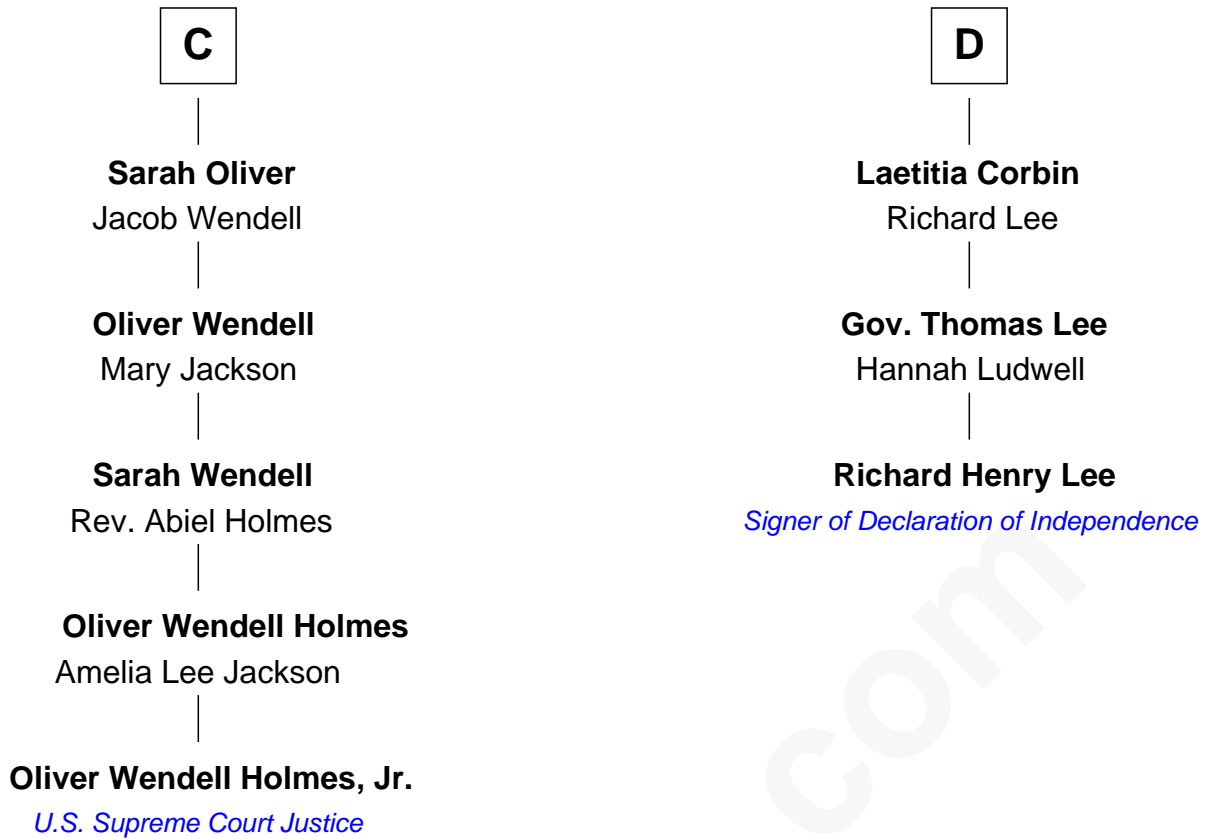 C
Sarah Oliver
Jacob Wendell
Oliver Wendell
Mary Jackson
Sarah Wendell
Rev. Abiel Holmes
Oliver Wendell Holmes
Amelia Lee Jackson
Oliver Wendell Holmes, Jr.
U.S. Supreme Court Justice
D
Laetitia Corbin
Richard Lee
Gov. Thomas Lee
Hannah Ludwell
Richard Henry Lee
Signer of Declaration of Independence
com